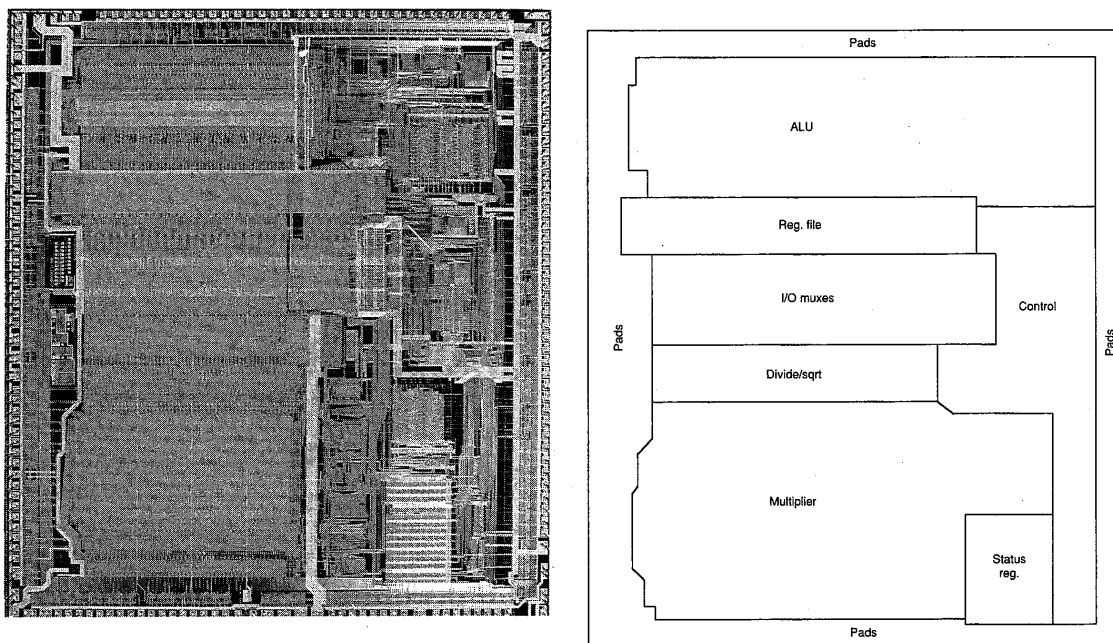 Pads
ALU
Reg. file
I/O muxes
Control
Pads
Pads
Divide/sqrt
Multiplier
Status
reg.
Pads